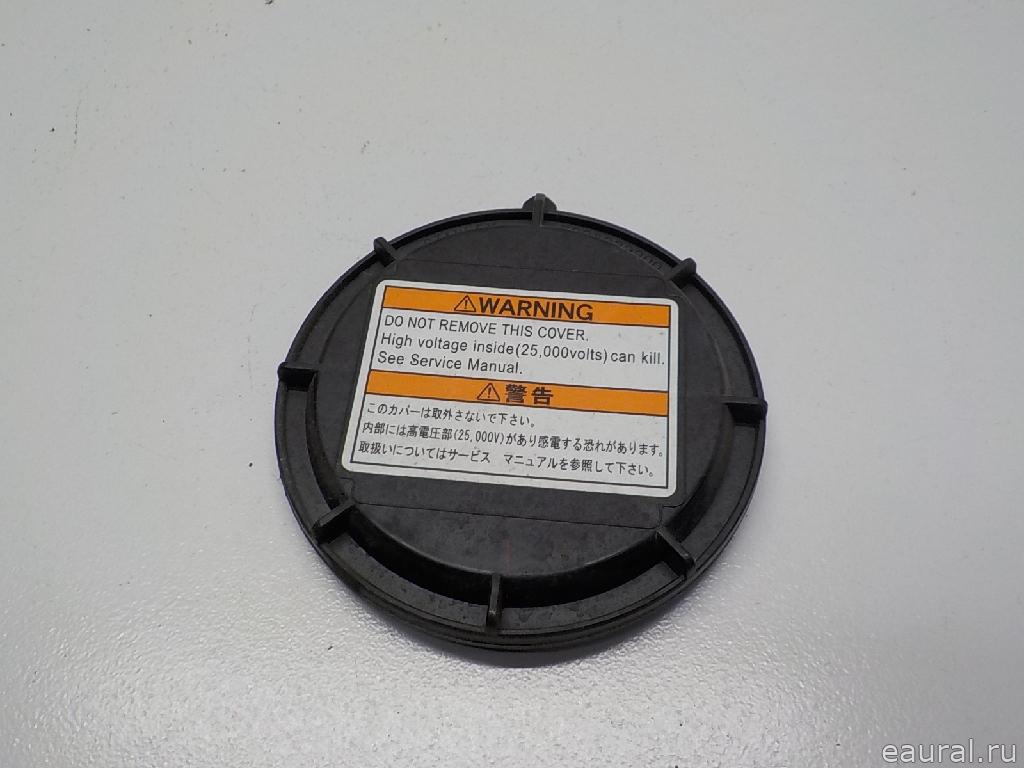 ⚠WARNING
DO NOT REMOVE THIS COVER.
High voltage inside(25,000volts)can kill.
See Service Manual.
⚠警告
このカバーは取外さないで下さい。
内部には高電圧部(25,000V)があり感電する恐れがあります。
取扱いについてはサービス マニュアルを参照して下さい。
eaural.ru